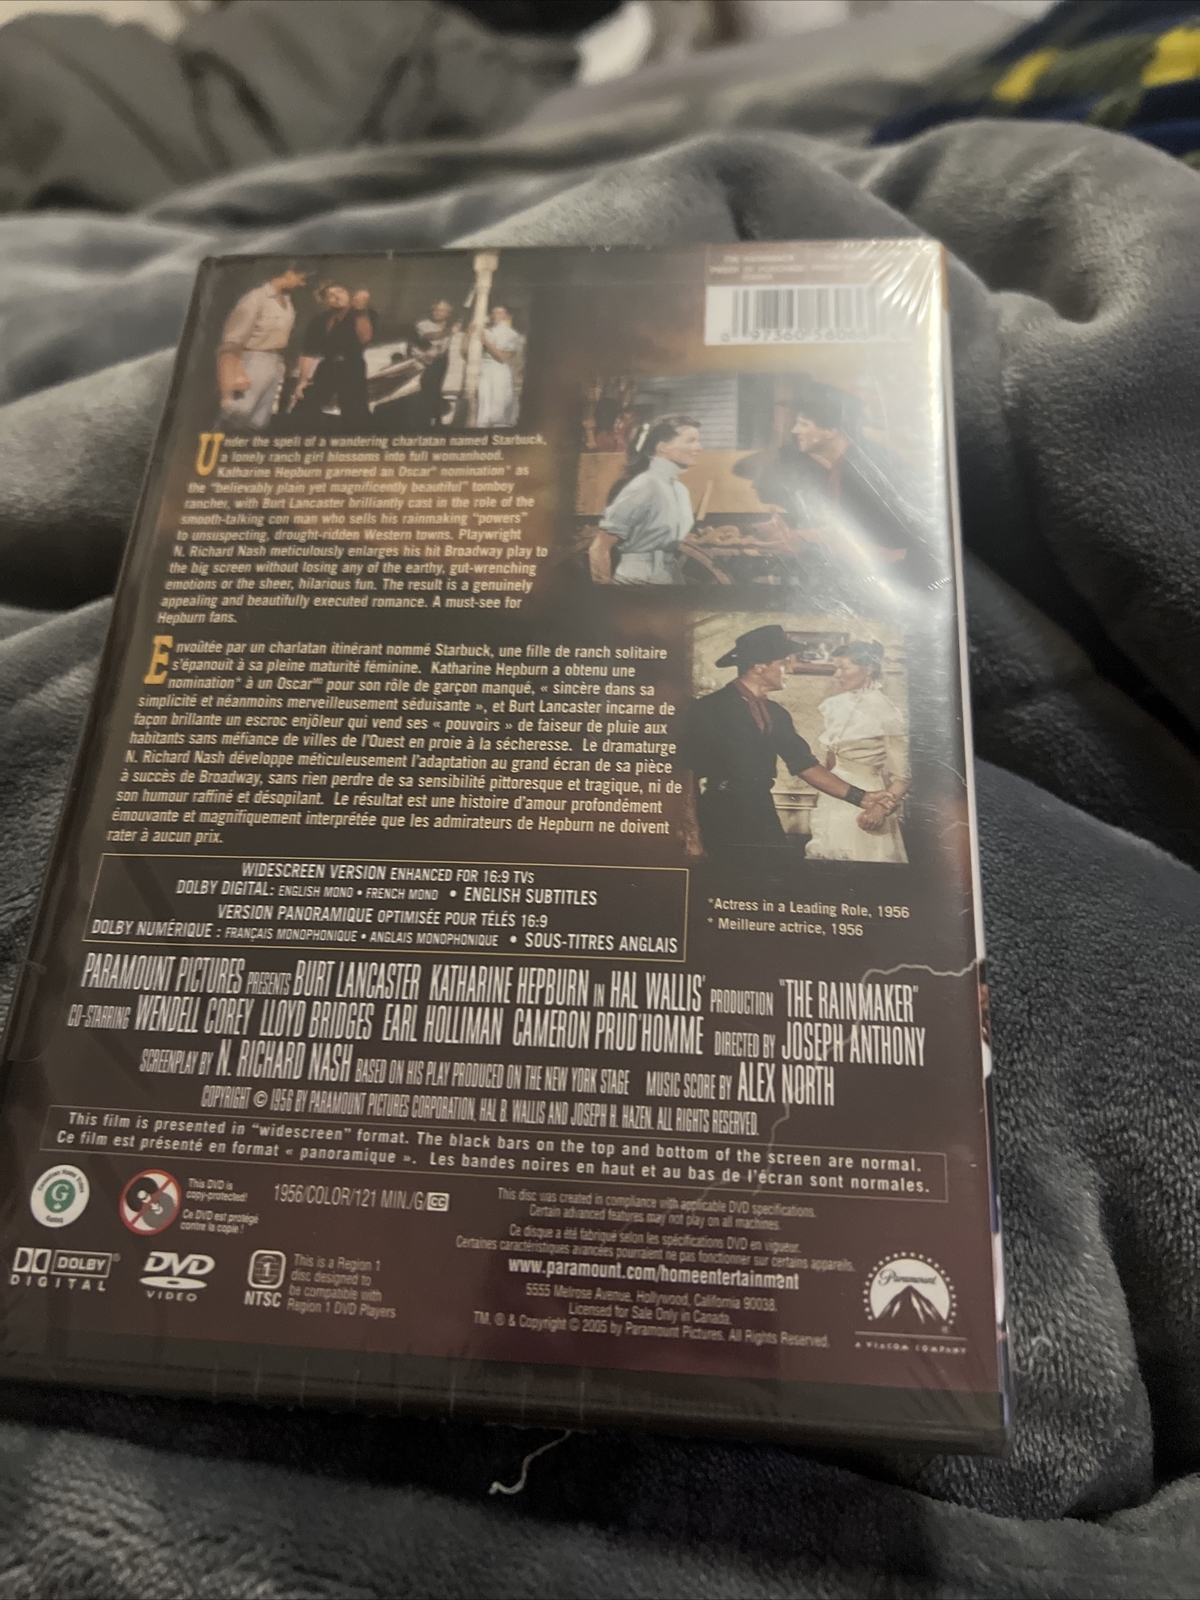 Under the spell of a wandering charlatan named Starbuck,
a lonely ranch girl blossoms into full womanhood.
Katharine Hepburn garnered an Oscar® nomination* as
the "believably plain yet magnificently beautiful" tomboy
rancher, with Burt Lancaster brilliantly cast in the role of the
smooth-talking con man who sells his rainmaking "powers"
to unsuspecting, drought-ridden Western towns. Playwright
N. Richard Nash meticulously enlarges his hit Broadway play to
the big screen without losing any of the earthy, gut-wrenching
emotions or the sheer, hilarious fun. The result is a genuinely
appealing and beautifully executed romance. A must-see for
Hepburn fans.
Envoûtée par un charlatan itinérant nommé Starbuck, une fille de ranch solitaire
s'épanouit à sa pleine maturité féminine. Katharine Hepburn a obtenu une
nomination* à un Oscar pour son rôle de garçon manqué, « sincère dans sa
simplicité et néanmoins merveilleusement séduisante », et Burt Lancaster incarne de
façon brillante un escroc enjôleur qui vend ses « pouvoirs » de faiseur de pluie aux
habitants sans méfiance de villes de l'Ouest en proie à la sécheresse. Le dramaturge
N. Richard Nash développe méticuleusement l'adaptation au grand écran de sa pièce
à succès de Broadway, sans rien perdre de sa sensibilité pittoresque et tragique, ni de
son humour raffiné et désopilant. Le résultat est une histoire d'amour profondément
émouvante et magnifiquement interprétée que les admirateurs de Hepburn ne doivent
rater à aucun prix.
WIDESCREEN VERSION ENHANCED FOR 16:9 TVs
DOLBY DIGITAL: ENGLISH MONO • FRENCH MONO • ENGLISH SUBTITLES
VERSION PANORAMIQUE OPTIMISÉE POUR TÉLÉS 16:9
DOLBY NUMÉRIQUE : FRANÇAIS MONOPHONIQUE • ANGLAIS MONOPHONIQUE • SOUS-TITRES ANGLAIS
*Actress in a Leading Role, 1956
* Meilleure actrice, 1956
PARAMOUNT PICTURES PRESENTS BURT LANCASTER KATHARINE HEPBURN IN HAL WALLIS' PRODUCTION "THE RAINMAKER"
CO-STARRING WENDELL COREY LLOYD BRIDGES EARL HOLLIMAN CAMERON PRUD'HOMME DIRECTED BY JOSEPH ANTHONY
SCREENPLAY BY N. RICHARD NASH BASED ON HIS PLAY PRODUCED ON THE NEW YORK STAGE MUSIC SCORE BY ALEX NORTH
COPYRIGHT © 1956 BY PARAMOUNT PICTURES CORPORATION, HAL B. WALLIS AND JOSEPH H. HAZEN. ALL RIGHTS RESERVED.
This film is presented in "widescreen" format. The black bars on the top and bottom of the screen are normal.
Ce film est présenté en format « panoramique ». Les bandes noires en haut et au bas de l'écran sont normales.
G
This DVD is
copy-protected!
Ce DVD est protégé
contre la copie !
1956/COLOR/121 MIN./G CC
This disc was created in compliance with applicable DVD specifications.
Certain advanced features may not play on all machines.
Ce disque a été fabriqué selon les spécifications DVD en vigueur.
Certaines caractéristiques avancées pourraient ne pas fonctionner sur certains appareils.
www.paramount.com/homeentertainment
5555 Melrose Avenue, Hollywood, California 90038.
Licensed for Sale Only in Canada.
TM, ® & Copyright © 2005 by Paramount Pictures. All Rights Reserved.
DOLBY
DIGITAL
DVD
VIDEO
1
NTSC
This is a Region 1
disc designed to
be compatible with
Region 1 DVD Players
Paramount
A VIACOM COMPANY